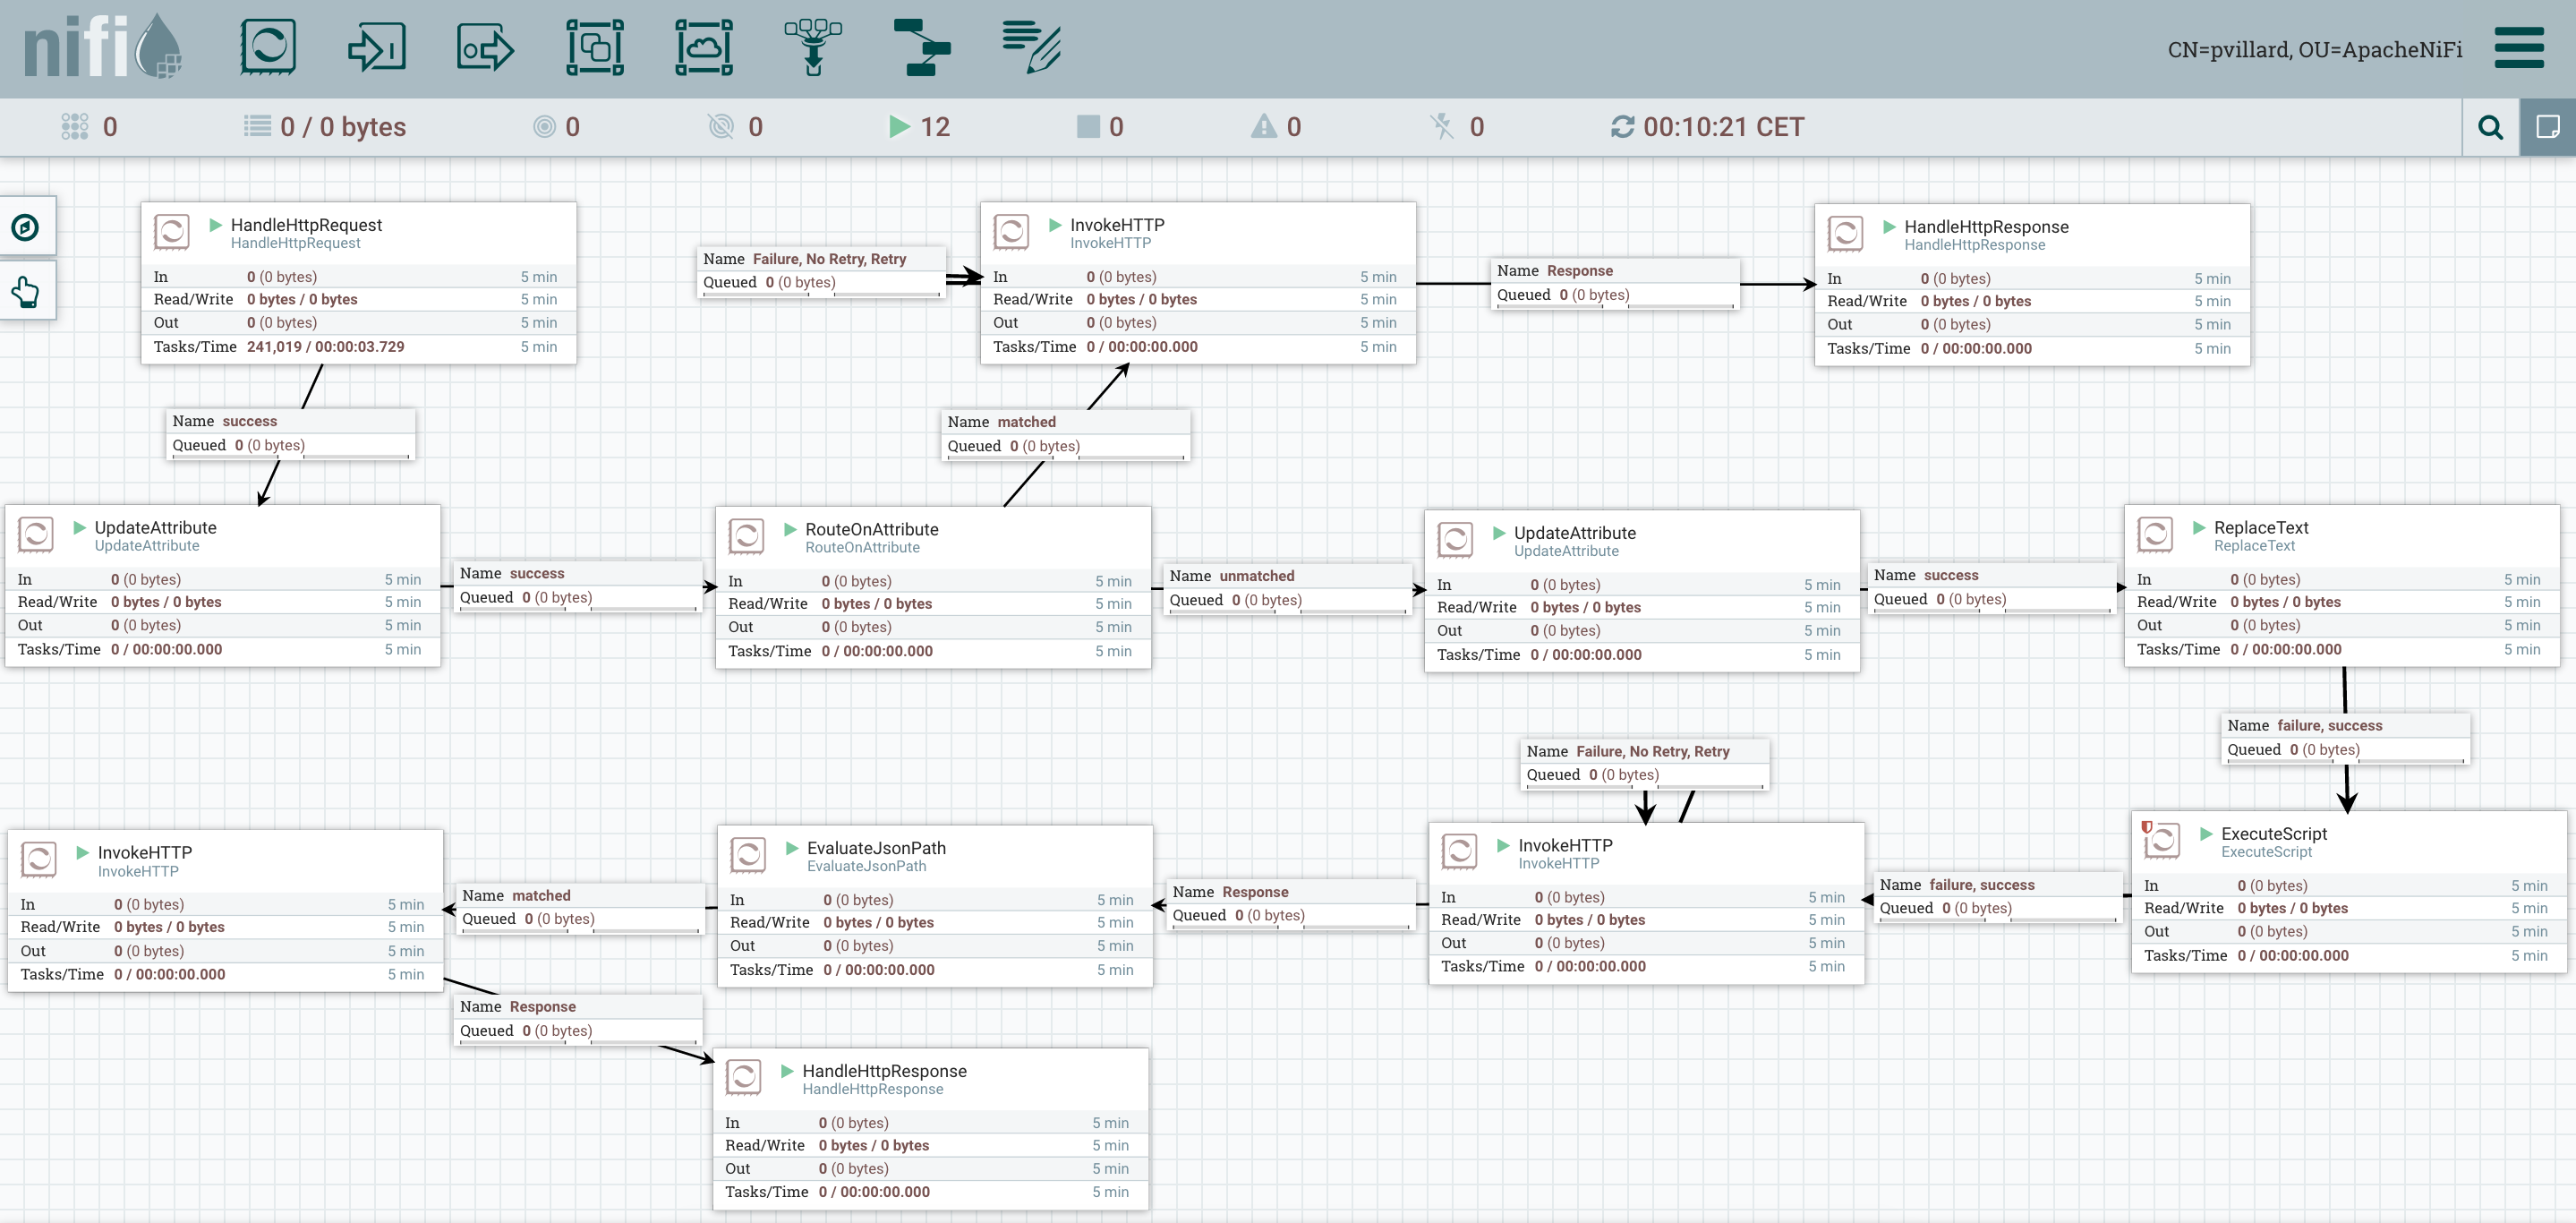 nifi
CN=pvillard, OU=ApacheNiFi
0 0 / 0 bytes 0 0 12 0 0 0 00:10:21 CET
HandleHttpRequest
HandleHttpRequest
In 0 (0 bytes) 5 min
Read/Write 0 bytes / 0 bytes 5 min
Out 0 (0 bytes) 5 min
Tasks/Time 241,019 / 00:00:03.729 5 min
Name Failure, No Retry, Retry
Queued 0 (0 bytes)
InvokeHTTP
InvokeHTTP
In 0 (0 bytes) 5 min
Read/Write 0 bytes / 0 bytes 5 min
Out 0 (0 bytes) 5 min
Tasks/Time 0 / 00:00:00.000 5 min
Name Response
Queued 0 (0 bytes)
HandleHttpResponse
HandleHttpResponse
In 0 (0 bytes) 5 min
Read/Write 0 bytes / 0 bytes 5 min
Out 0 (0 bytes) 5 min
Tasks/Time 0 / 00:00:00.000 5 min
Name success
Queued 0 (0 bytes)
Name matched
Queued 0 (0 bytes)
UpdateAttribute
UpdateAttribute
In 0 (0 bytes) 5 min
Read/Write 0 bytes / 0 bytes 5 min
Out 0 (0 bytes) 5 min
Tasks/Time 0 / 00:00:00.000 5 min
Name success
Queued 0 (0 bytes)
RouteOnAttribute
RouteOnAttribute
In 0 (0 bytes) 5 min
Read/Write 0 bytes / 0 bytes 5 min
Out 0 (0 bytes) 5 min
Tasks/Time 0 / 00:00:00.000 5 min
Name unmatched
Queued 0 (0 bytes)
UpdateAttribute
UpdateAttribute
In 0 (0 bytes) 5 min
Read/Write 0 bytes / 0 bytes 5 min
Out 0 (0 bytes) 5 min
Tasks/Time 0 / 00:00:00.000 5 min
Name success
Queued 0 (0 bytes)
ReplaceText
ReplaceText
In 0 (0 bytes) 5 min
Read/Write 0 bytes / 0 bytes 5 min
Out 0 (0 bytes) 5 min
Tasks/Time 0 / 00:00:00.000 5 min
Name failure, success
Queued 0 (0 bytes)
Name Failure, No Retry, Retry
Queued 0 (0 bytes)
InvokeHTTP
InvokeHTTP
In 0 (0 bytes) 5 min
Read/Write 0 bytes / 0 bytes 5 min
Out 0 (0 bytes) 5 min
Tasks/Time 0 / 00:00:00.000 5 min
Name matched
Queued 0 (0 bytes)
EvaluateJsonPath
EvaluateJsonPath
In 0 (0 bytes) 5 min
Read/Write 0 bytes / 0 bytes 5 min
Out 0 (0 bytes) 5 min
Tasks/Time 0 / 00:00:00.000 5 min
Name Response
Queued 0 (0 bytes)
InvokeHTTP
InvokeHTTP
In 0 (0 bytes) 5 min
Read/Write 0 bytes / 0 bytes 5 min
Out 0 (0 bytes) 5 min
Tasks/Time 0 / 00:00:00.000 5 min
Name failure, success
Queued 0 (0 bytes)
ExecuteScript
ExecuteScript
In 0 (0 bytes) 5 min
Read/Write 0 bytes / 0 bytes 5 min
Out 0 (0 bytes) 5 min
Tasks/Time 0 / 00:00:00.000 5 min
Name Response
Queued 0 (0 bytes)
HandleHttpResponse
HandleHttpResponse
In 0 (0 bytes) 5 min
Read/Write 0 bytes / 0 bytes 5 min
Out 0 (0 bytes) 5 min
Tasks/Time 0 / 00:00:00.000 5 min